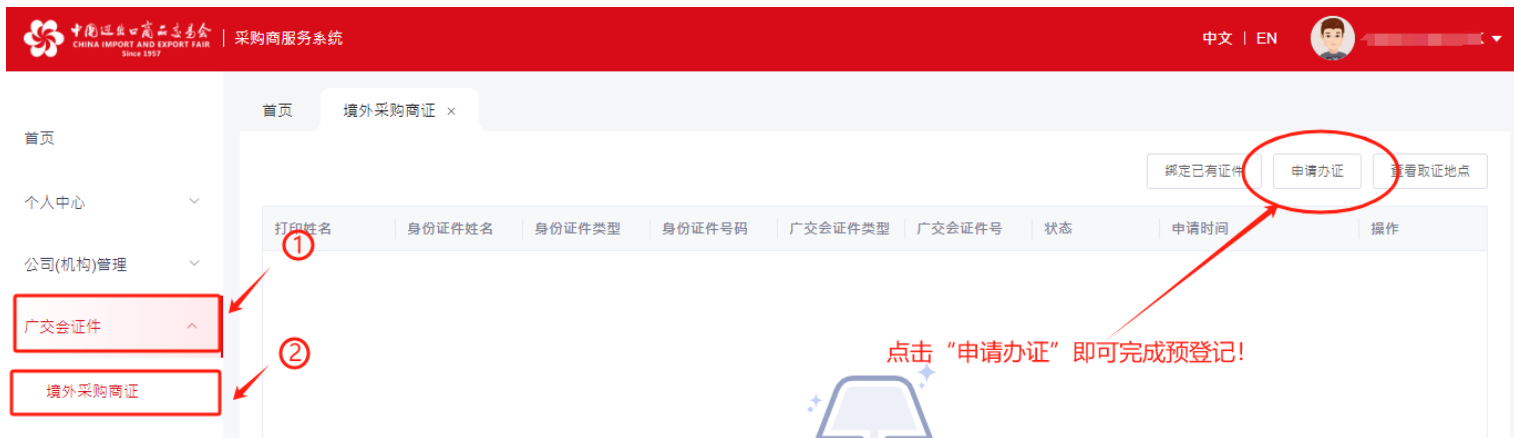 中国进出口商品交易会
CHINA IMPORT AND EXPORT FAIR
Since 1957
采购商服务系统
中文 | EN
首页
境外采购商证 ×
首页
绑定已有证件
申请办证
查看取证地点
个人中心
打印姓名 身份证件姓名 身份证件类型 身份证件号码 广交会证件类型 广交会证件号 状态 申请时间 操作
①
公司(机构)管理
广交会证件
②
点击“申请办证”即可完成预登记!
境外采购商证